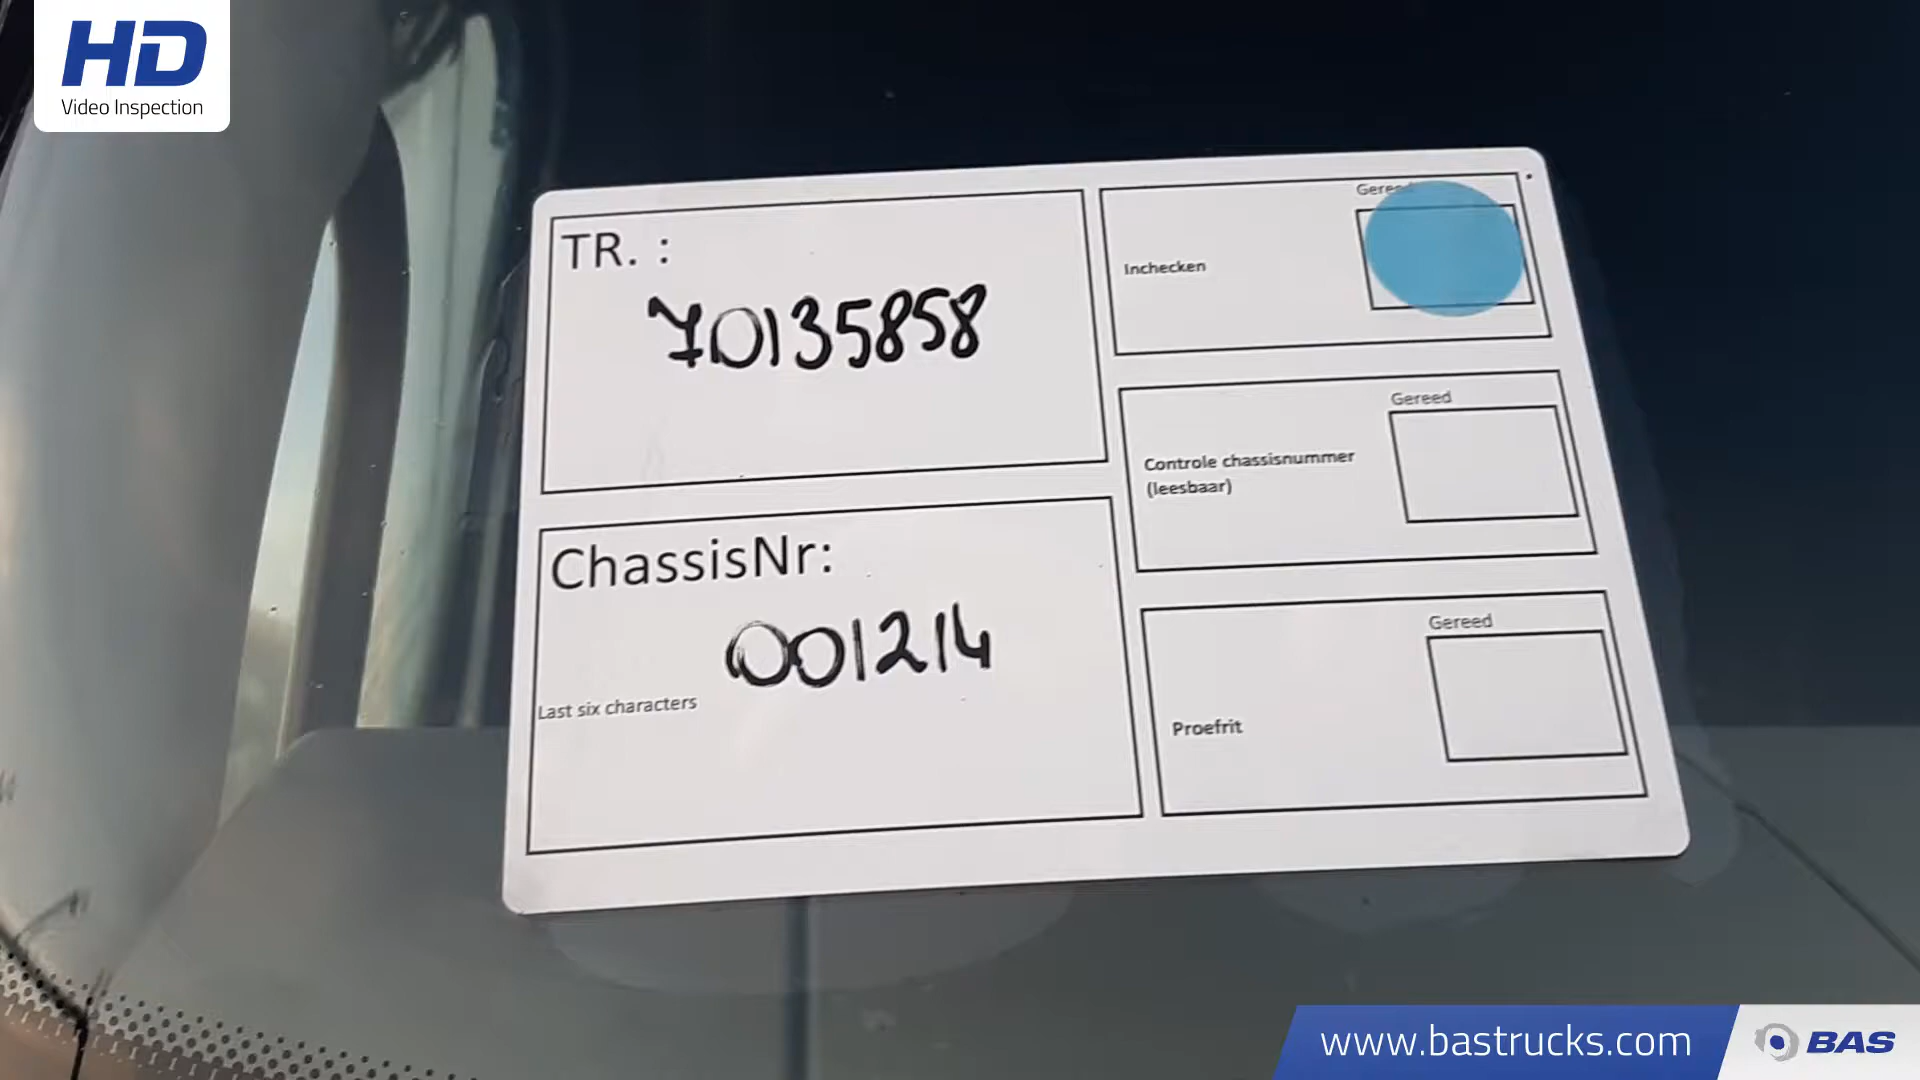 HD
Video Inspection
TR. :
70135858
ChassisNr:
001214
Last six characters
Inchecken
Gereed
Controle chassisnummer
(leesbaar)
Gereed
Proefrit
www.bastrucks.com
BAS